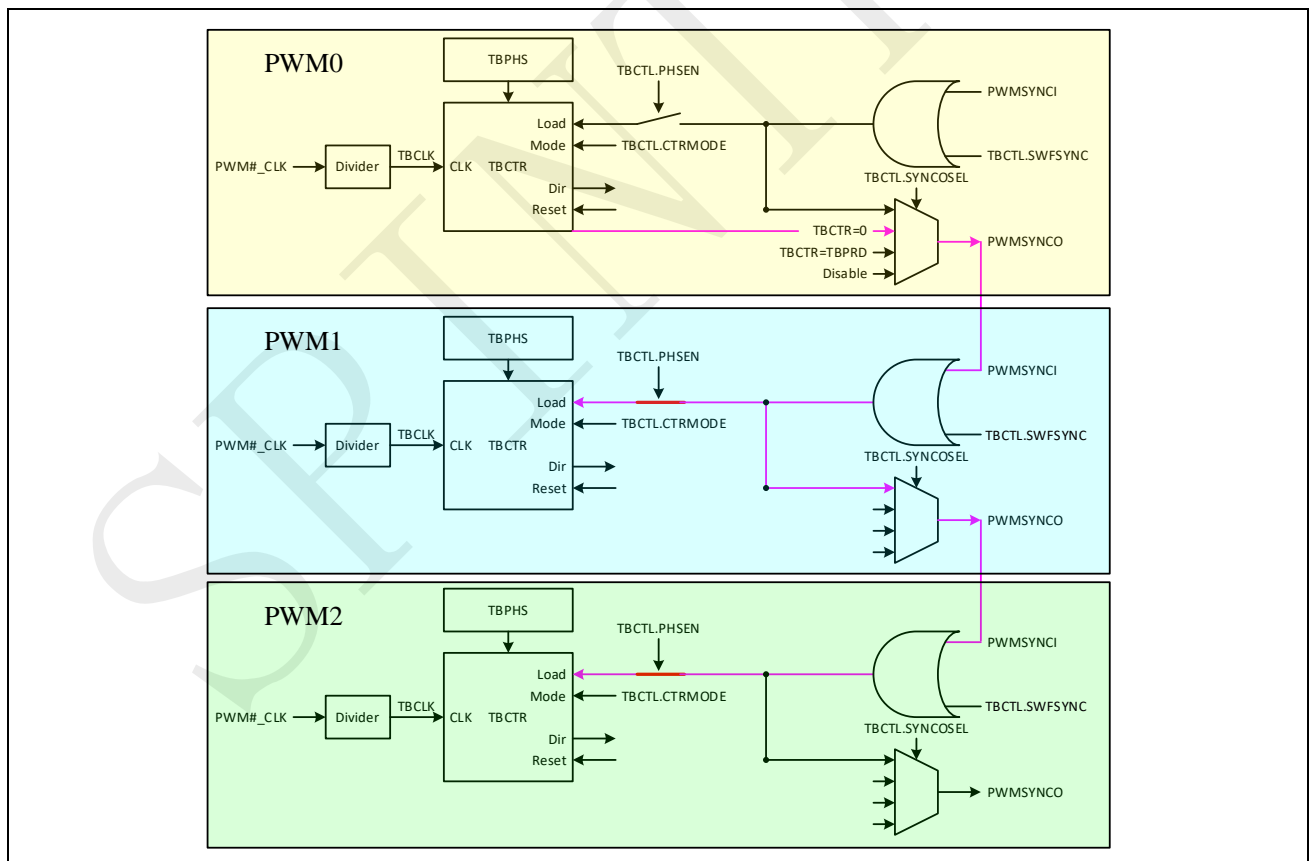 PWM0
TBPHS
TBCTL.PHSEN
PWMSYNCI
Load
Mode
TBCTL.CTRMODE
PWM#_CLK
Divider
TBCLK
CLK
TBCTR
TBCTL.SWFSYNC
TBCTL.SYNCOSEL
Dir
Reset
TBCTR=0
PWMSYNCO
TBCTR=TBPRD
Disable
PWM1
TBPHS
TBCTL.PHSEN
PWMSYNCI
Load
Mode
TBCTL.CTRMODE
PWM#_CLK
Divider
TBCLK
CLK
TBCTR
TBCTL.SWFSYNC
TBCTL.SYNCOSEL
Dir
Reset
PWMSYNCO
PWM2
TBPHS
TBCTL.PHSEN
PWMSYNCI
Load
Mode
TBCTL.CTRMODE
PWM#_CLK
Divider
TBCLK
CLK
TBCTR
TBCTL.SWFSYNC
TBCTL.SYNCOSEL
Dir
Reset
PWMSYNCO